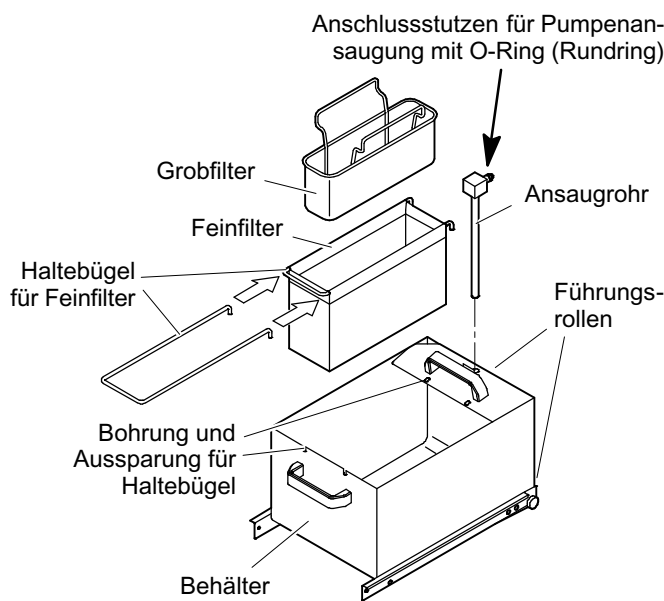 Anschlussstutzen für Pumpenan-
saugung mit O-Ring (Rundring)
Grobfilter
Ansaugrohr
Feinfilter
Haltebügel
für Feinfilter
Führungs-
rollen
Bohrung und
Aussparung für
Haltebügel
Behälter